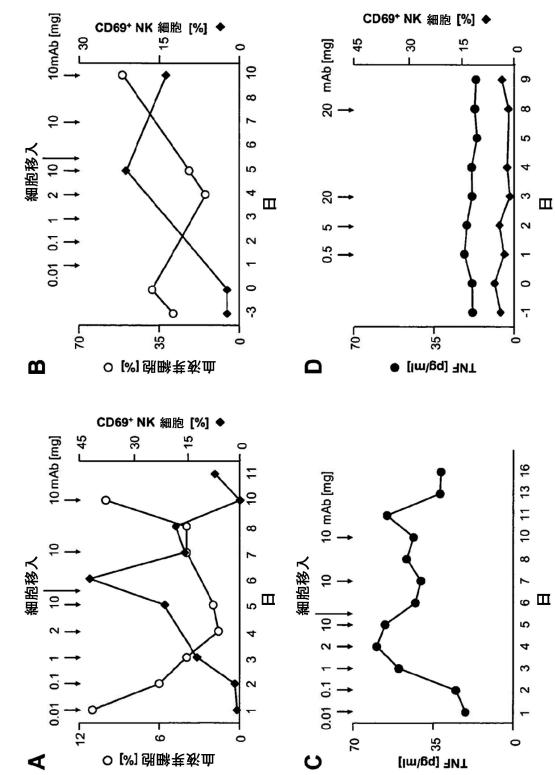 A
細胞移入
0.01 0.1 1 2 10 10 10 mAb [mg]
12 6 0
45 30 15 0
○ 血液芽細胞 [%]
CD69⁺ NK 細胞 [%] ◆
1 2 3 4 5 6 7 8 10 11
日
B
細胞移入
0.01 0.1 1 2 10 10 10mAb [mg]
70 35 0
30 15 0
○ 血液芽細胞 [%]
CD69⁺ NK 細胞 [%] ◆
-3 0 1 2 3 4 5 6 7 8 10
日
C
細胞移入
0.01 0.1 1 2 10 10 10 mAb [mg]
70 35 0
● TNF [pg/ml]
1 2 3 4 5 6 7 8 10 11 13 16
日
D
0.5 5 20 20 mAb [mg]
70 35 0
45 30 15 0
● TNF [pg/ml]
CD69⁺ NK 細胞 [%] ◆
-1 0 1 2 3 4 5 8 9
日